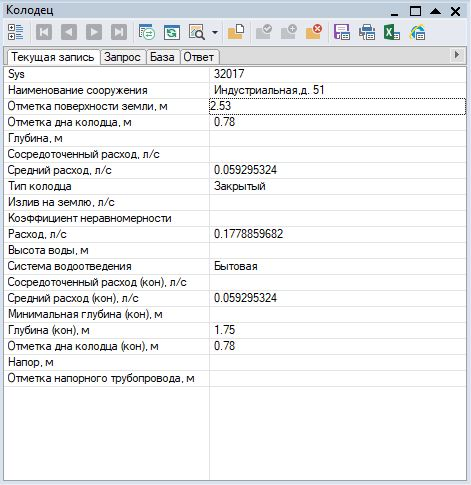 Колодец
Текущая запись Запрос База Ответ
Sys 32017
Наименование сооружения Индустриальная,д. 51
Отметка поверхности земли, м 2.53
Отметка дна колодца, м 0.78
Глубина, м
Сосредоточенный расход, л/с
Средний расход, л/с 0.059295324
Тип колодца Закрытый
Излив на землю, л/с
Коэффициент неравномерности
Расход, л/с 0.1778859682
Высота воды, м
Система водоотведения Бытовая
Сосредоточенный расход (кон), л/с
Средний расход (кон), л/с 0.059295324
Минимальная глубина (кон), м
Глубина (кон), м 1.75
Отметка дна колодца (кон), м 0.78
Напор, м
Отметка напорного трубопровода, м